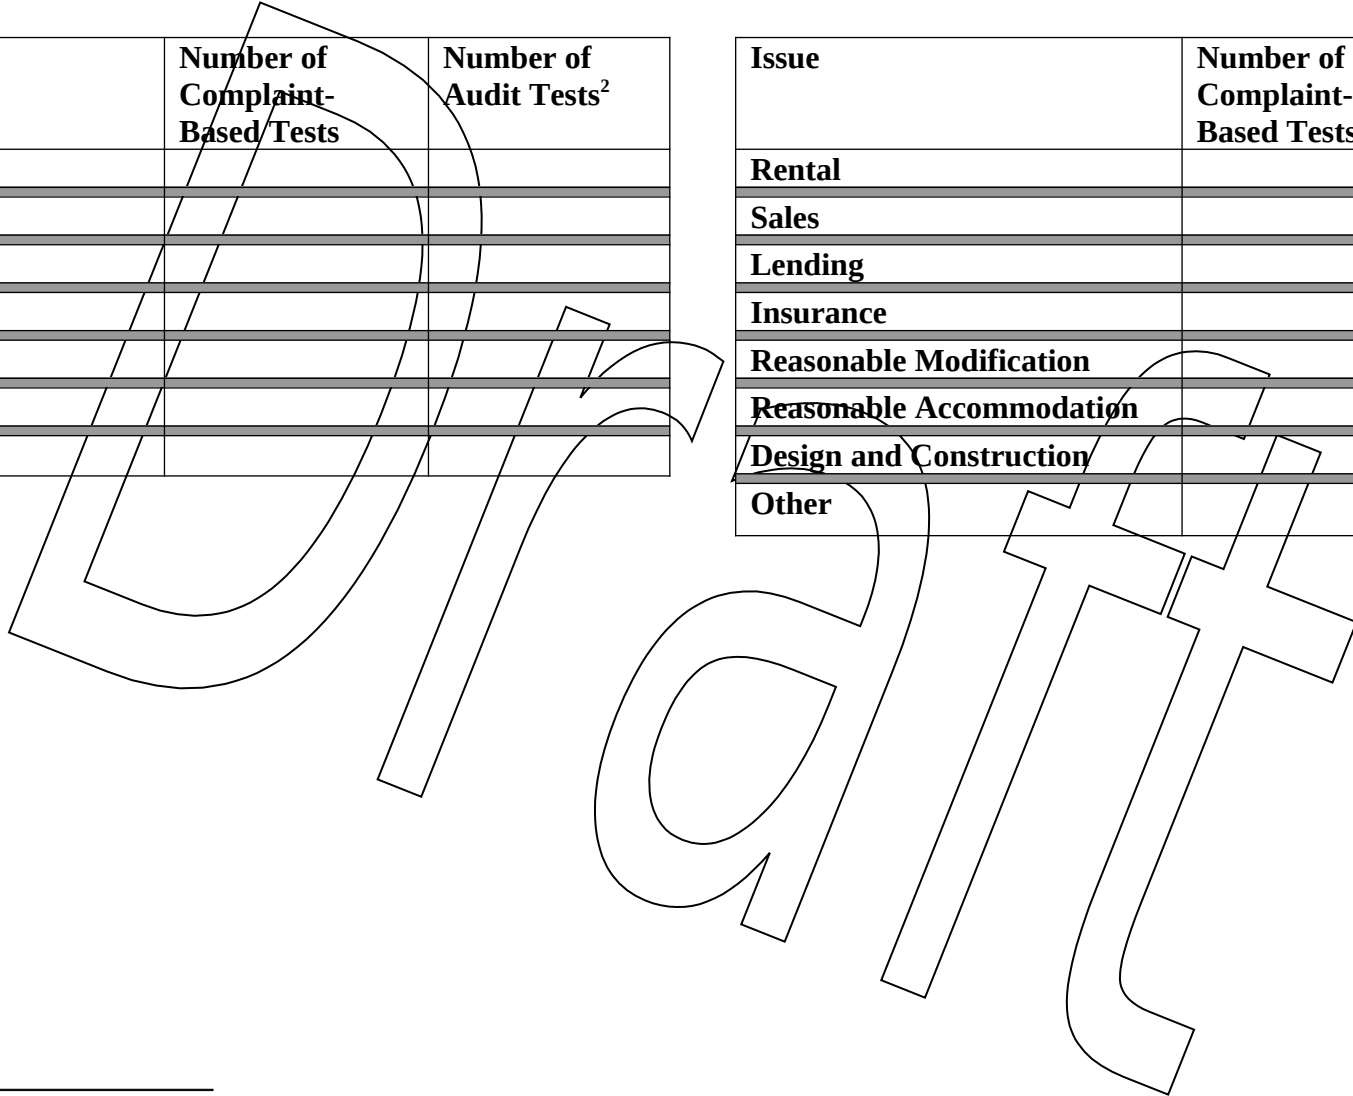 Number of
Complaint-
Based Tests
Number of
Audit Tests²
Issue
Number of
Complaint-
Based Tests
Rental
Sales
Lending
Insurance
Reasonable Modification
Reasonable Accommodation
Design and Construction
Other
Draft